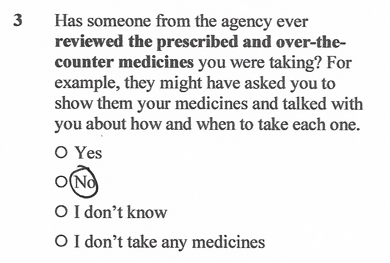 3 Has someone from the agency ever
reviewed the prescribed and over-the-
counter medicines you were taking? For
example, they might have asked you to
show them your medicines and talked with
you about how and when to take each one.
O Yes
O No
O I don't know
O I don't take any medicines